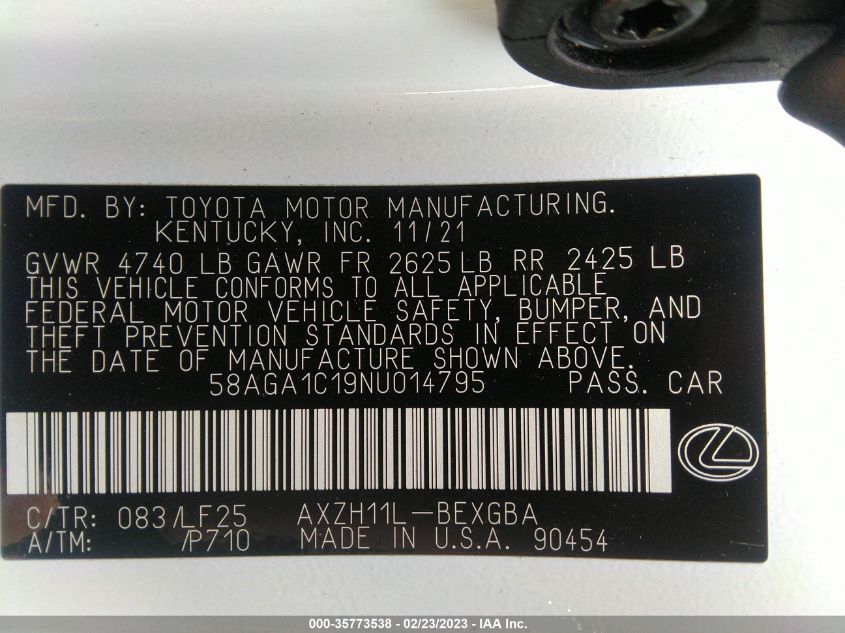 MFD. BY: TOYOTA MOTOR MANUFACTURING.
KENTUCKY, INC. 11/21
GVWR 4740 LB GAWR FR 2625 LB RR 2425 LB
THIS VEHICLE CONFORMS TO ALL APPLICABLE
FEDERAL MOTOR VEHICLE SAFETY, BUMPER, AND
THEFT PREVENTION STANDARDS IN EFFECT ON
THE DATE OF MANUFACTURE SHOWN ABOVE.
58AGA1C19NU014795 PASS. CAR
C/TR: 083/LF25 AXZH11L-BEXGBA
A/TM: /P710 MADE IN U.S.A. 90454
000-35773538 - 02/23/2023 - IAA Inc.